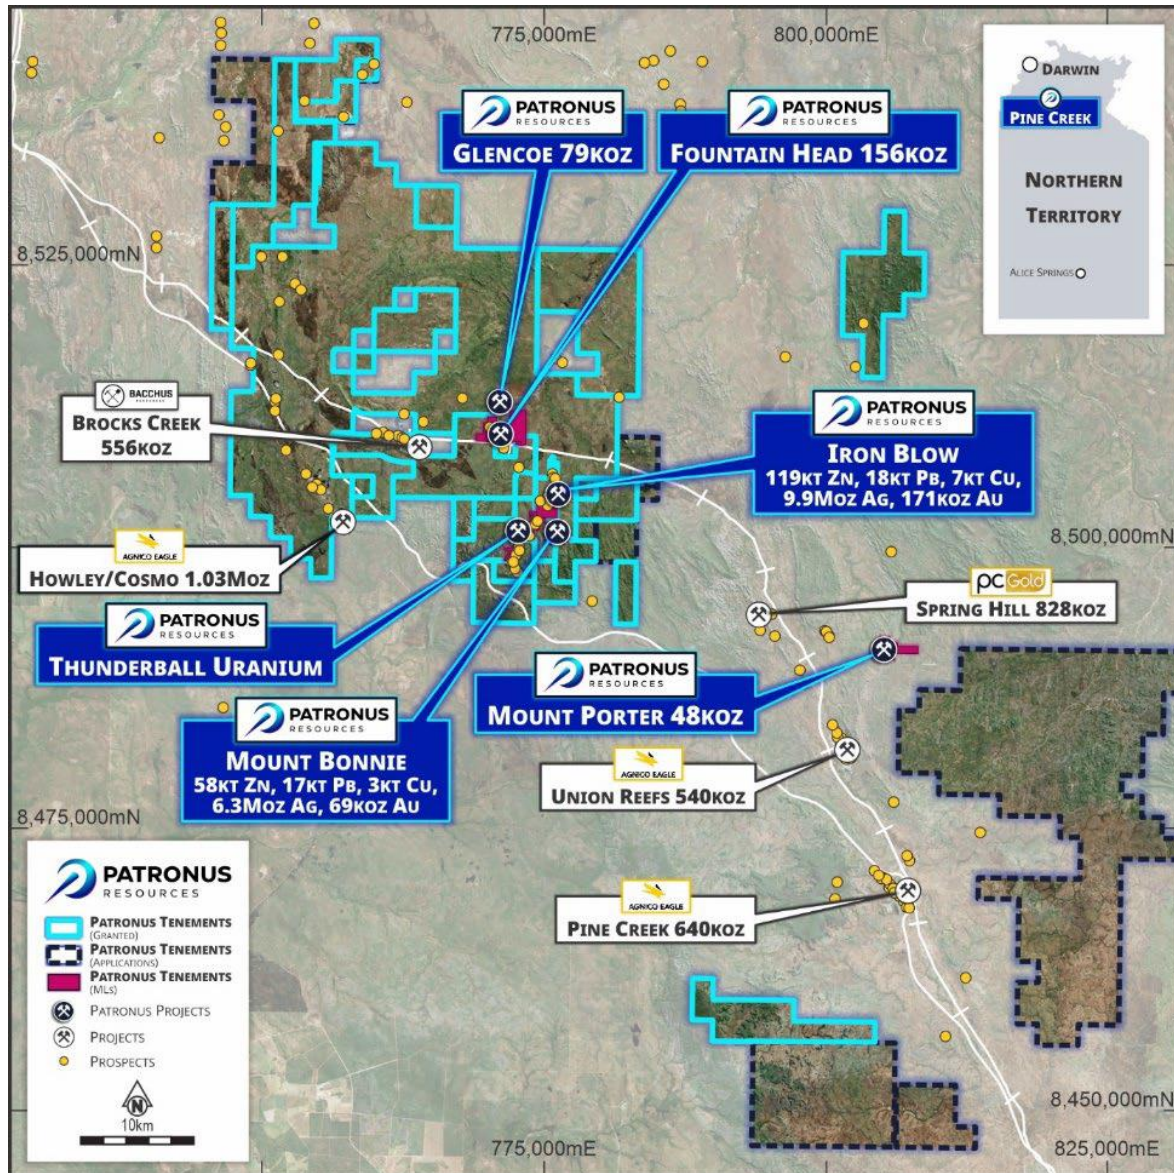 775,000mE
800,000mE
PATRONUS
RESOURCES
GLENCOE 79KOZ
PATRONUS
RESOURCES
FOUNTAIN HEAD 156KOZ
DARWIN
PINE CREEK
NORTHERN
TERRITORY
ALICE SPRINGS
8,525,000mN
BACCHUS
RESOURCES
BROCKS CREEK
556KOZ
PATRONUS
RESOURCES
IRON BLOW
119KT ZN, 18KT PB, 7KT CU,
9.9MOZ AG, 171KOZ AU
AGNICO EAGLE
HOWLEY/COSMO 1.03MOZ
8,500,000mN
PC Gold
SPRING HILL 828KOZ
PATRONUS
RESOURCES
THUNDERBALL URANIUM
PATRONUS
RESOURCES
MOUNT PORTER 48KOZ
PATRONUS
RESOURCES
MOUNT BONNIE
58KT ZN, 17KT PB, 3KT CU,
6.3MOZ AG, 69KOZ AU
AGNICO EAGLE
UNION REEFS 540KOZ
8,475,000mN
AGNICO EAGLE
PINE CREEK 640KOZ
PATRONUS
RESOURCES
PATRONUS TENEMENTS
(GRANTED)
PATRONUS TENEMENTS
(APPLICATIONS)
PATRONUS TENEMENTS
(MLS)
PATRONUS PROJECTS
PROJECTS
PROSPECTS
N
10km
8,450,000mN
775,000mE
825,000mE